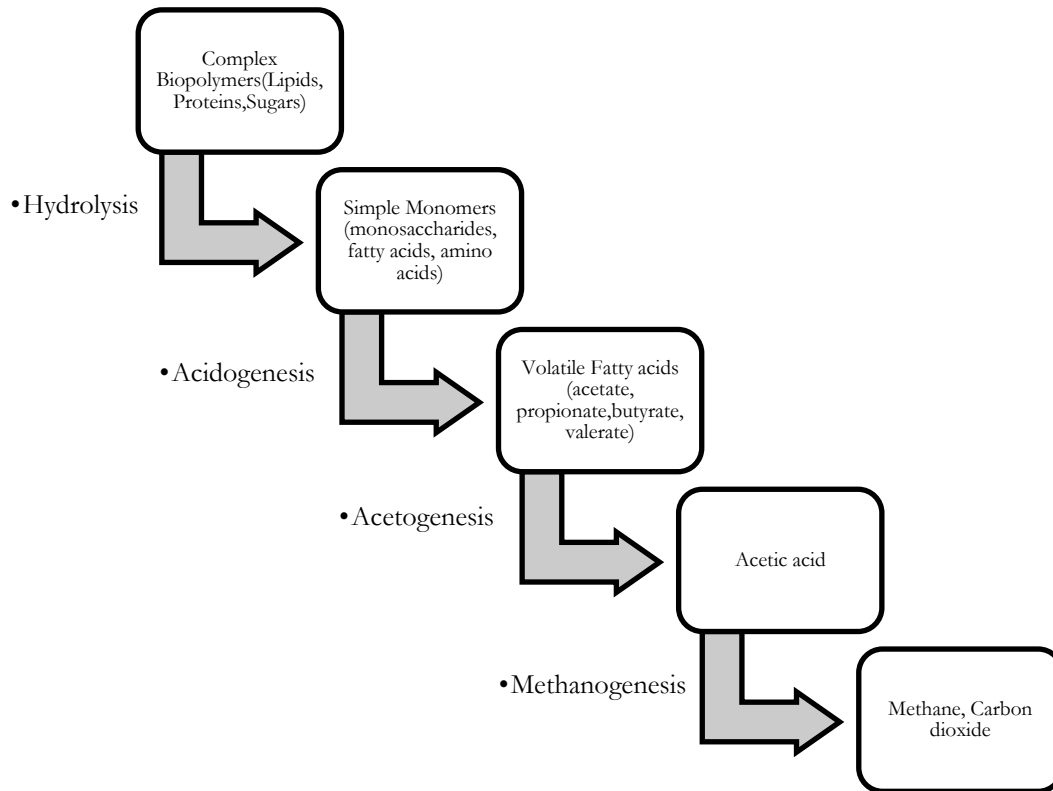 Complex
Biopolymers(Lipids,
Proteins,Sugars)
•Hydrolysis
Simple Monomers
(monosaccharides,
fatty acids, amino
acids)
•Acidogenesis
Volatile Fatty acids
(acetate,
propionate,butyrate,
valerate)
•Acetogenesis
Acetic acid
•Methanogenesis
Methane, Carbon
dioxide